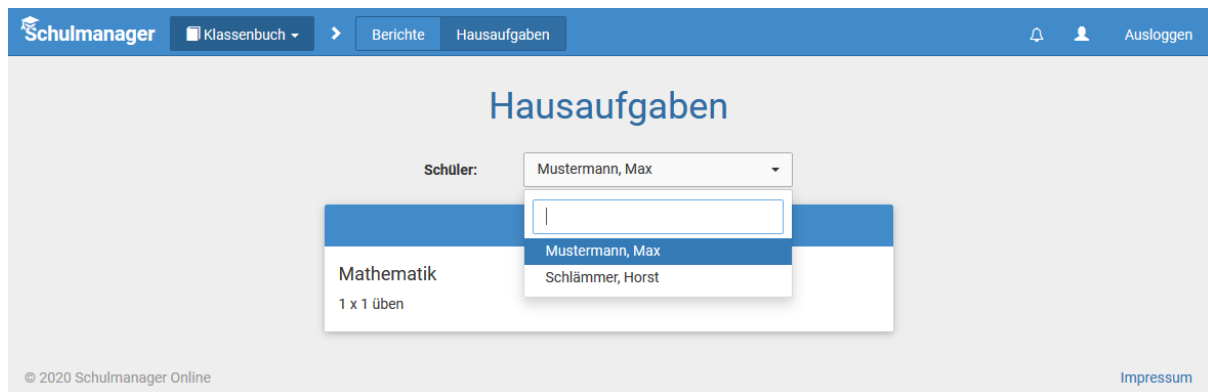 Schulmanager Klassenbuch Berichte Hausaufgaben Ausloggen
Hausaufgaben
Schüler: Mustermann, Max
Mustermann, Max
Schlämmer, Horst
Mathematik
1 x 1 üben
© 2020 Schulmanager Online Impressum